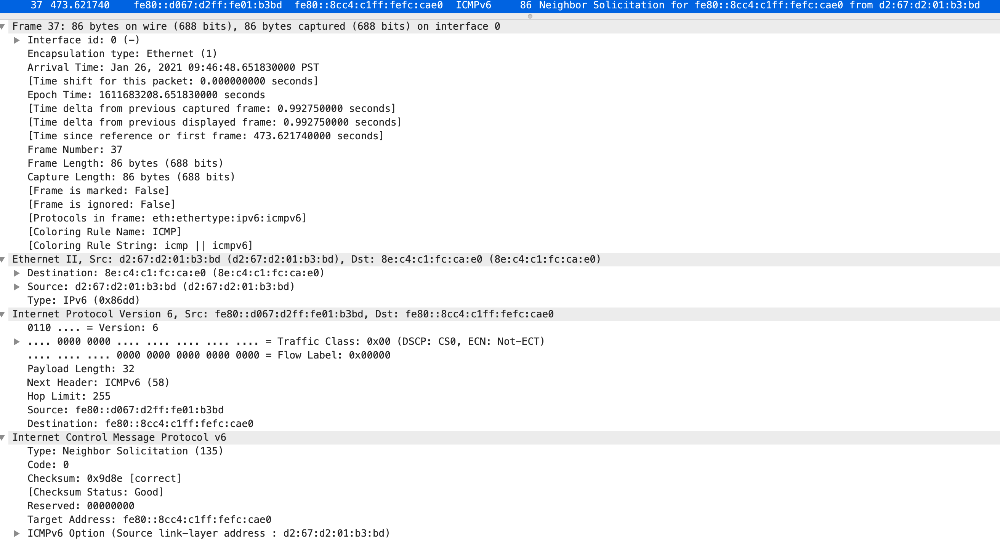 37 473.621740 fe80::d067:d2ff:fe01:b3bd fe80::8cc4:c1ff:fefc:cae0 ICMPv6 86 Neighbor Solicitation for fe80::8cc4:c1ff:fefc:cae0 from d2:67:d2:01:b3:bd
Frame 37: 86 bytes on wire (688 bits), 86 bytes captured (688 bits) on interface 0
Interface id: 0 (-)
Encapsulation type: Ethernet (1)
Arrival Time: Jan 26, 2021 09:46:48.651830000 PST
[Time shift for this packet: 0.000000000 seconds]
Epoch Time: 1611683208.651830000 seconds
[Time delta from previous captured frame: 0.992750000 seconds]
[Time delta from previous displayed frame: 0.992750000 seconds]
[Time since reference or first frame: 473.621740000 seconds]
Frame Number: 37
Frame Length: 86 bytes (688 bits)
Capture Length: 86 bytes (688 bits)
[Frame is marked: False]
[Frame is ignored: False]
[Protocols in frame: eth:ethertype:ipv6:icmpv6]
[Coloring Rule Name: ICMP]
[Coloring Rule String: icmp || icmpv6]
Ethernet II, Src: d2:67:d2:01:b3:bd (d2:67:d2:01:b3:bd), Dst: 8e:c4:c1:fc:ca:e0 (8e:c4:c1:fc:ca:e0)
Destination: 8e:c4:c1:fc:ca:e0 (8e:c4:c1:fc:ca:e0)
Source: d2:67:d2:01:b3:bd (d2:67:d2:01:b3:bd)
Type: IPv6 (0x86dd)
Internet Protocol Version 6, Src: fe80::d067:d2ff:fe01:b3bd, Dst: fe80::8cc4:c1ff:fefc:cae0
0110 .... = Version: 6
.... 0000 0000 .... .... .... .... .... = Traffic Class: 0x00 (DSCP: CS0, ECN: Not-ECT)
.... .... .... 0000 0000 0000 0000 0000 = Flow Label: 0x00000
Payload Length: 32
Next Header: ICMPv6 (58)
Hop Limit: 255
Source: fe80::d067:d2ff:fe01:b3bd
Destination: fe80::8cc4:c1ff:fefc:cae0
Internet Control Message Protocol v6
Type: Neighbor Solicitation (135)
Code: 0
Checksum: 0x9d8e [correct]
[Checksum Status: Good]
Reserved: 00000000
Target Address: fe80::8cc4:c1ff:fefc:cae0
ICMPv6 Option (Source link-layer address : d2:67:d2:01:b3:bd)